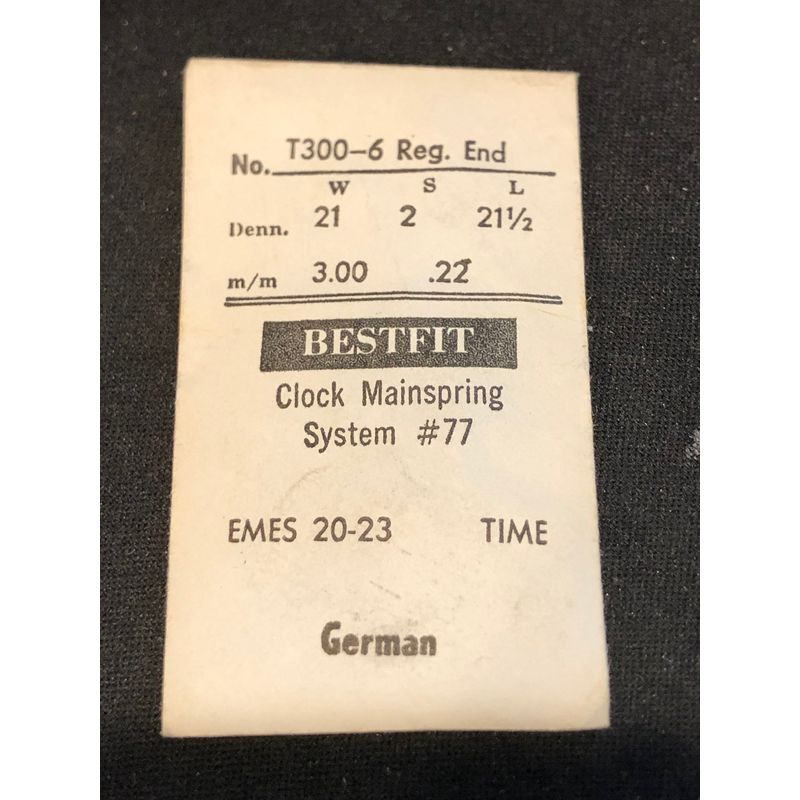 No. T300-6 Reg. End
W S L
Denn. 21 2 21½
m/m 3.00 .22
BESTFIT
Clock Mainspring
System #77
EMES 20-23 TIME
German